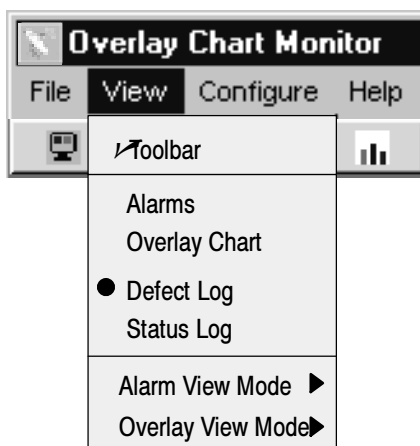 Overlay Chart Monitor
File View Configure Help
Toolbar
Alarms
Overlay Chart
Defect Log
Status Log
Alarm View Mode
Overlay View Mode